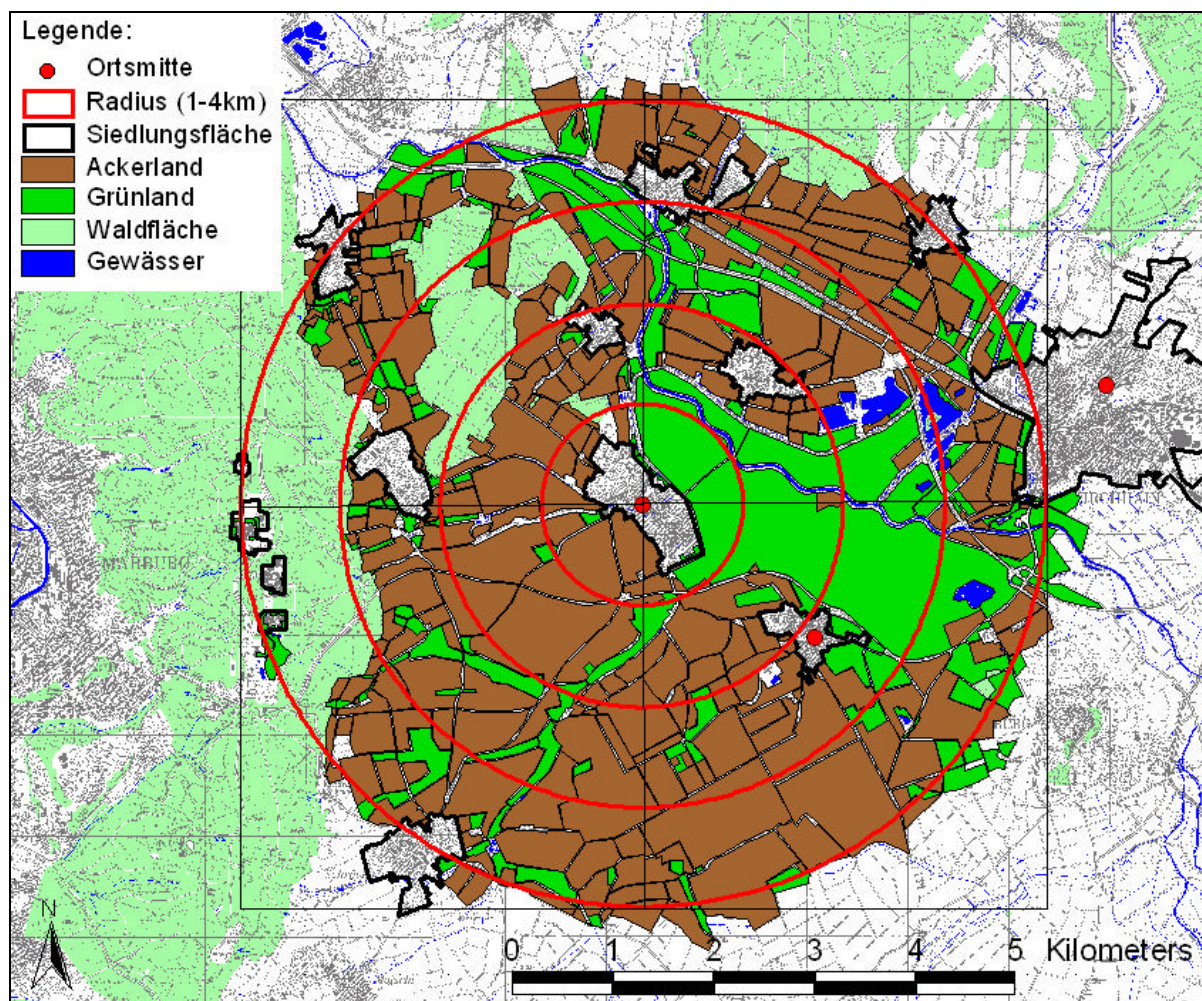 Legende:
Ortsmitte
Radius (1-4km)
Siedlungsfläche
Ackerland
Grünland
Waldfläche
Gewässer
MARBURG
N
0 1 2 3 4 5 Kilometers